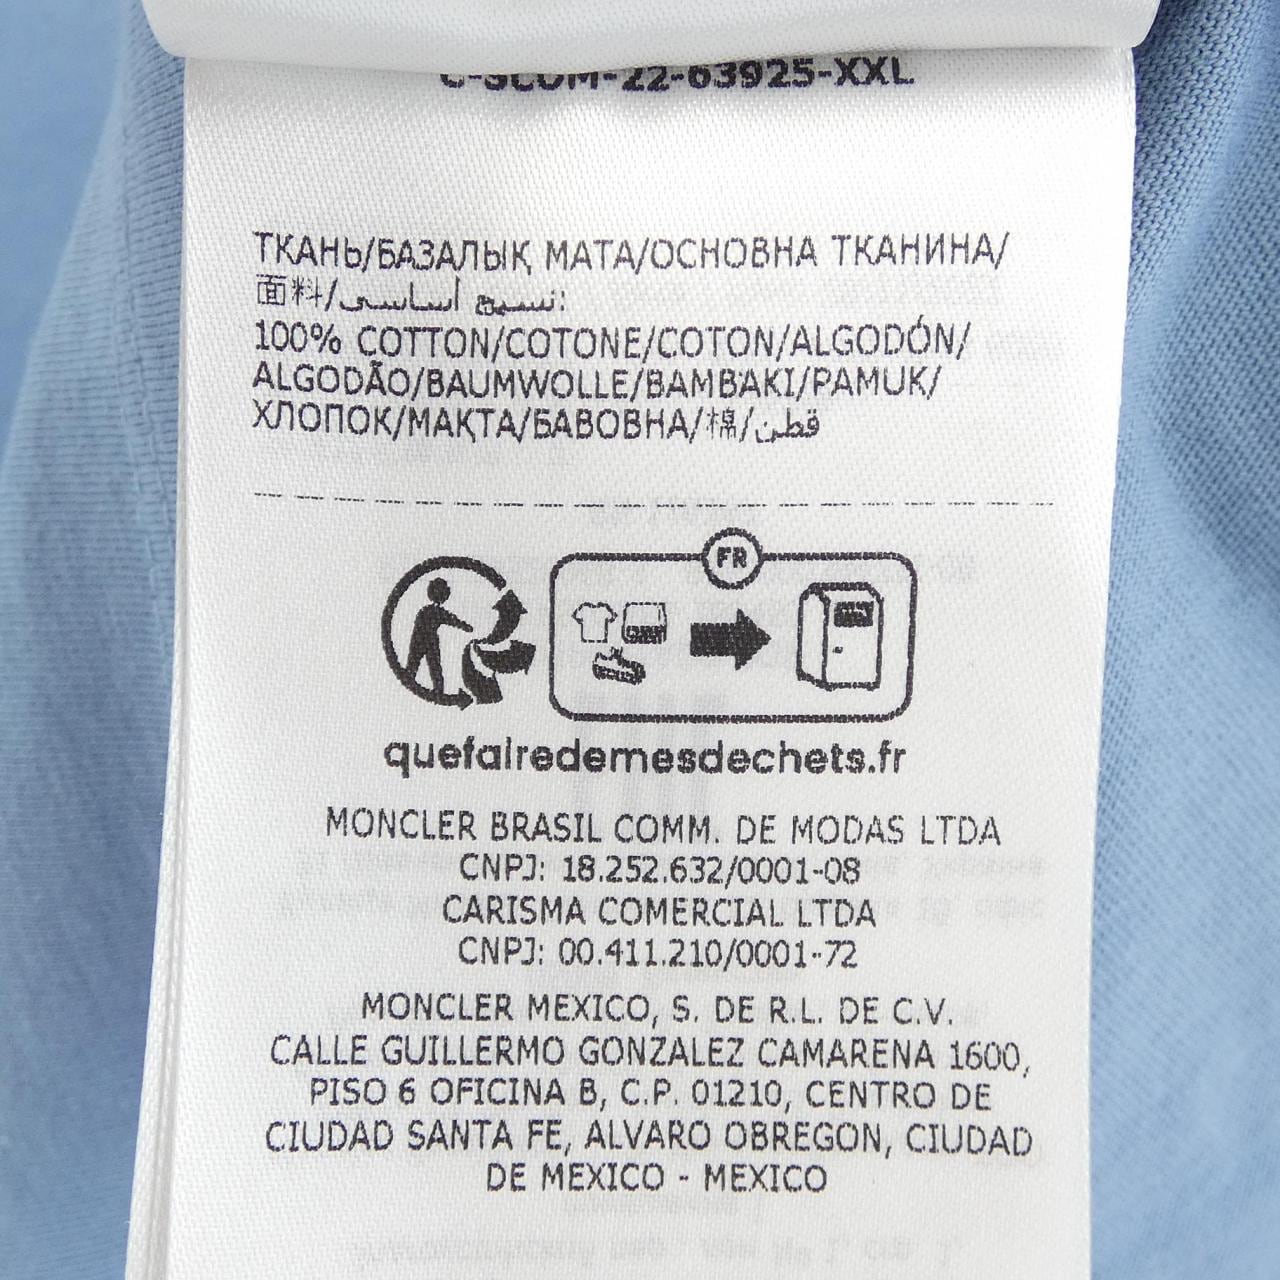 C-SCOM-22-63925-XXL
ТКАНЬ/БАЗАЛЫҚ МАТА/ОСНОВНА ТКАНИНА/
面料/نسيج أساسي:
100% COTTON/COTONE/COTON/ALGODÓN/
ALGODÃO/BAUMWOLLE/BAMBAKI/PAMUK/
ХЛОПОК/МАҚТА/БАВОВНА/棉/قطن
FR
quefairedemesdechets.fr
MONCLER BRASIL COMM. DE MODAS LTDA
CNPJ: 18.252.632/0001-08
CARISMA COMERCIAL LTDA
CNPJ: 00.411.210/0001-72
MONCLER MEXICO, S. DE R.L. DE C.V.
CALLE GUILLERMO GONZALEZ CAMARENA 1600,
PISO 6 OFICINA B, C.P. 01210, CENTRO DE
CIUDAD SANTA FE, ALVARO OBREGON, CIUDAD
DE MEXICO - MEXICO